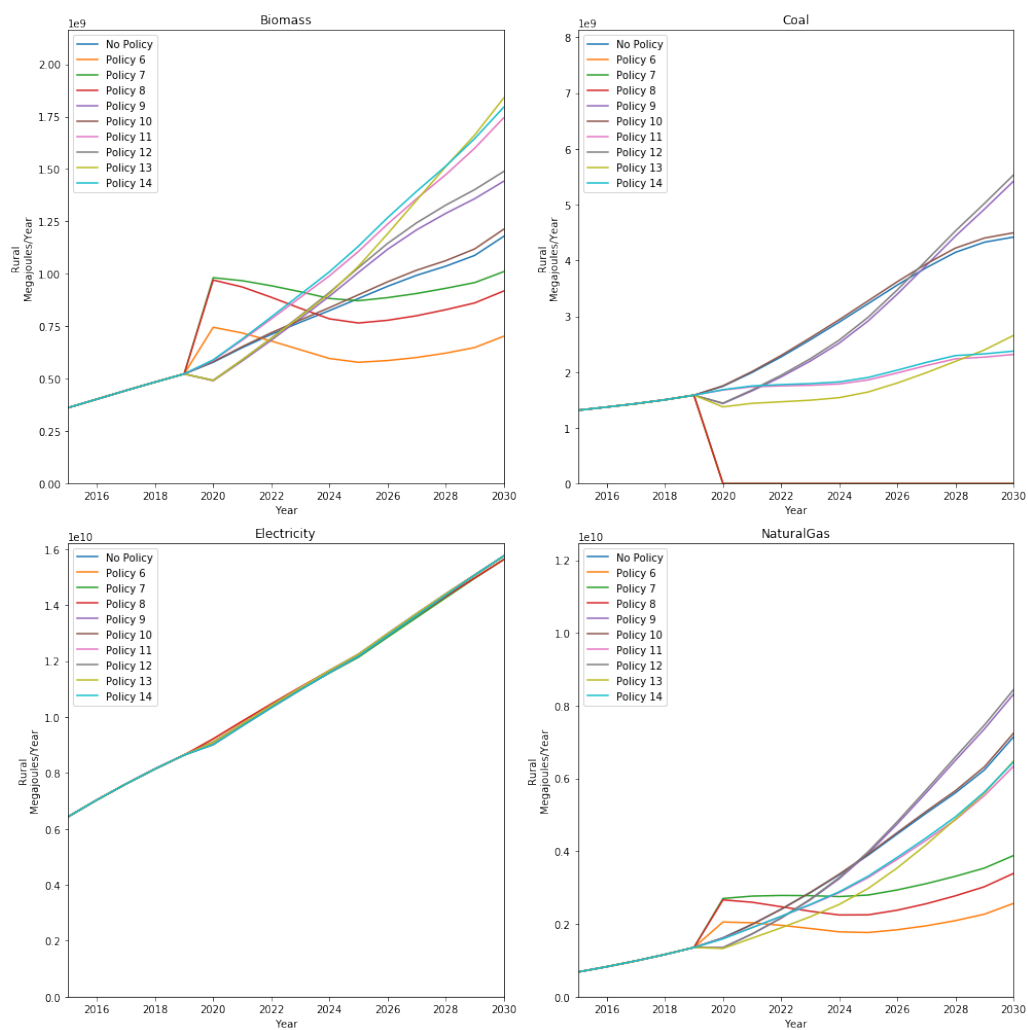 Biomass
1e9
No Policy
Policy 6
Policy 7
Policy 8
Policy 9
Policy 10
Policy 11
Policy 12
Policy 13
Policy 14
2.00
1.75
1.50
1.25
1.00
0.75
0.50
0.25
0.00
Rural
Megajoules/Year
2016 2018 2020 2022 2024 2026 2028 2030
Year
Coal
1e9
No Policy
Policy 6
Policy 7
Policy 8
Policy 9
Policy 10
Policy 11
Policy 12
Policy 13
Policy 14
8
7
6
5
4
3
2
1
0
Rural
Megajoules/Year
2016 2018 2020 2022 2024 2026 2028 2030
Year
Electricity
1e10
No Policy
Policy 6
Policy 7
Policy 8
Policy 9
Policy 10
Policy 11
Policy 12
Policy 13
Policy 14
1.6
1.4
1.2
1.0
0.8
0.6
0.4
0.2
0.0
Rural
Megajoules/Year
2016 2018 2020 2022 2024 2026 2028 2030
Year
NaturalGas
1e10
No Policy
Policy 6
Policy 7
Policy 8
Policy 9
Policy 10
Policy 11
Policy 12
Policy 13
Policy 14
1.2
1.0
0.8
0.6
0.4
0.2
0.0
Rural
Megajoules/Year
2016 2018 2020 2022 2024 2026 2028 2030
Year